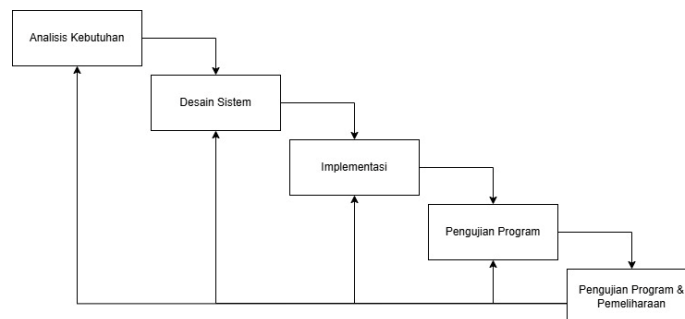 Analisis Kebutuhan
Desain Sistem
Implementasi
Pengujian Program
Pengujian Program &
Pemeliharaan